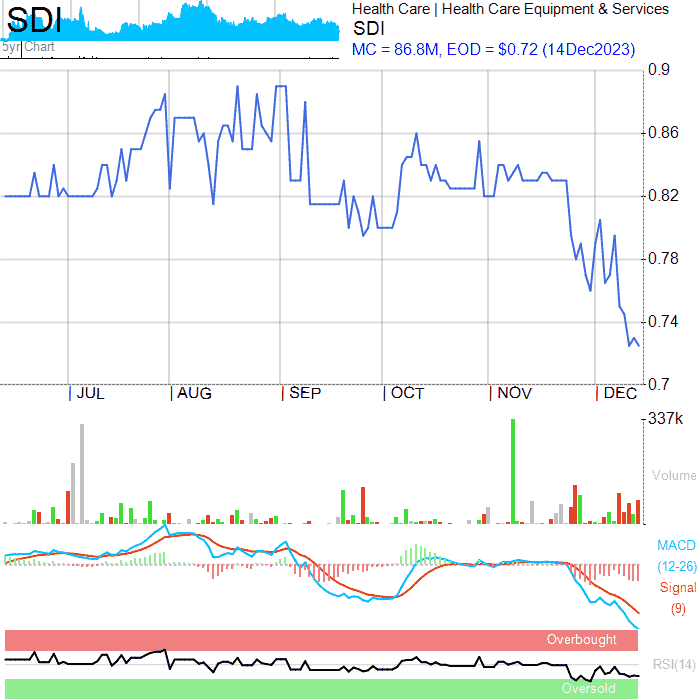 SDI
5yr Chart
Health Care | Health Care Equipment & Services
SDI
MC = 86.8M, EOD = $0.72 (14Dec2023)
0.9
0.86
0.82
0.78
0.74
0.7
JUL AUG SEP OCT NOV DEC
337k
Volume
MACD
(12-26)
Signal
(9)
Overbought
RSI(14)
Oversold